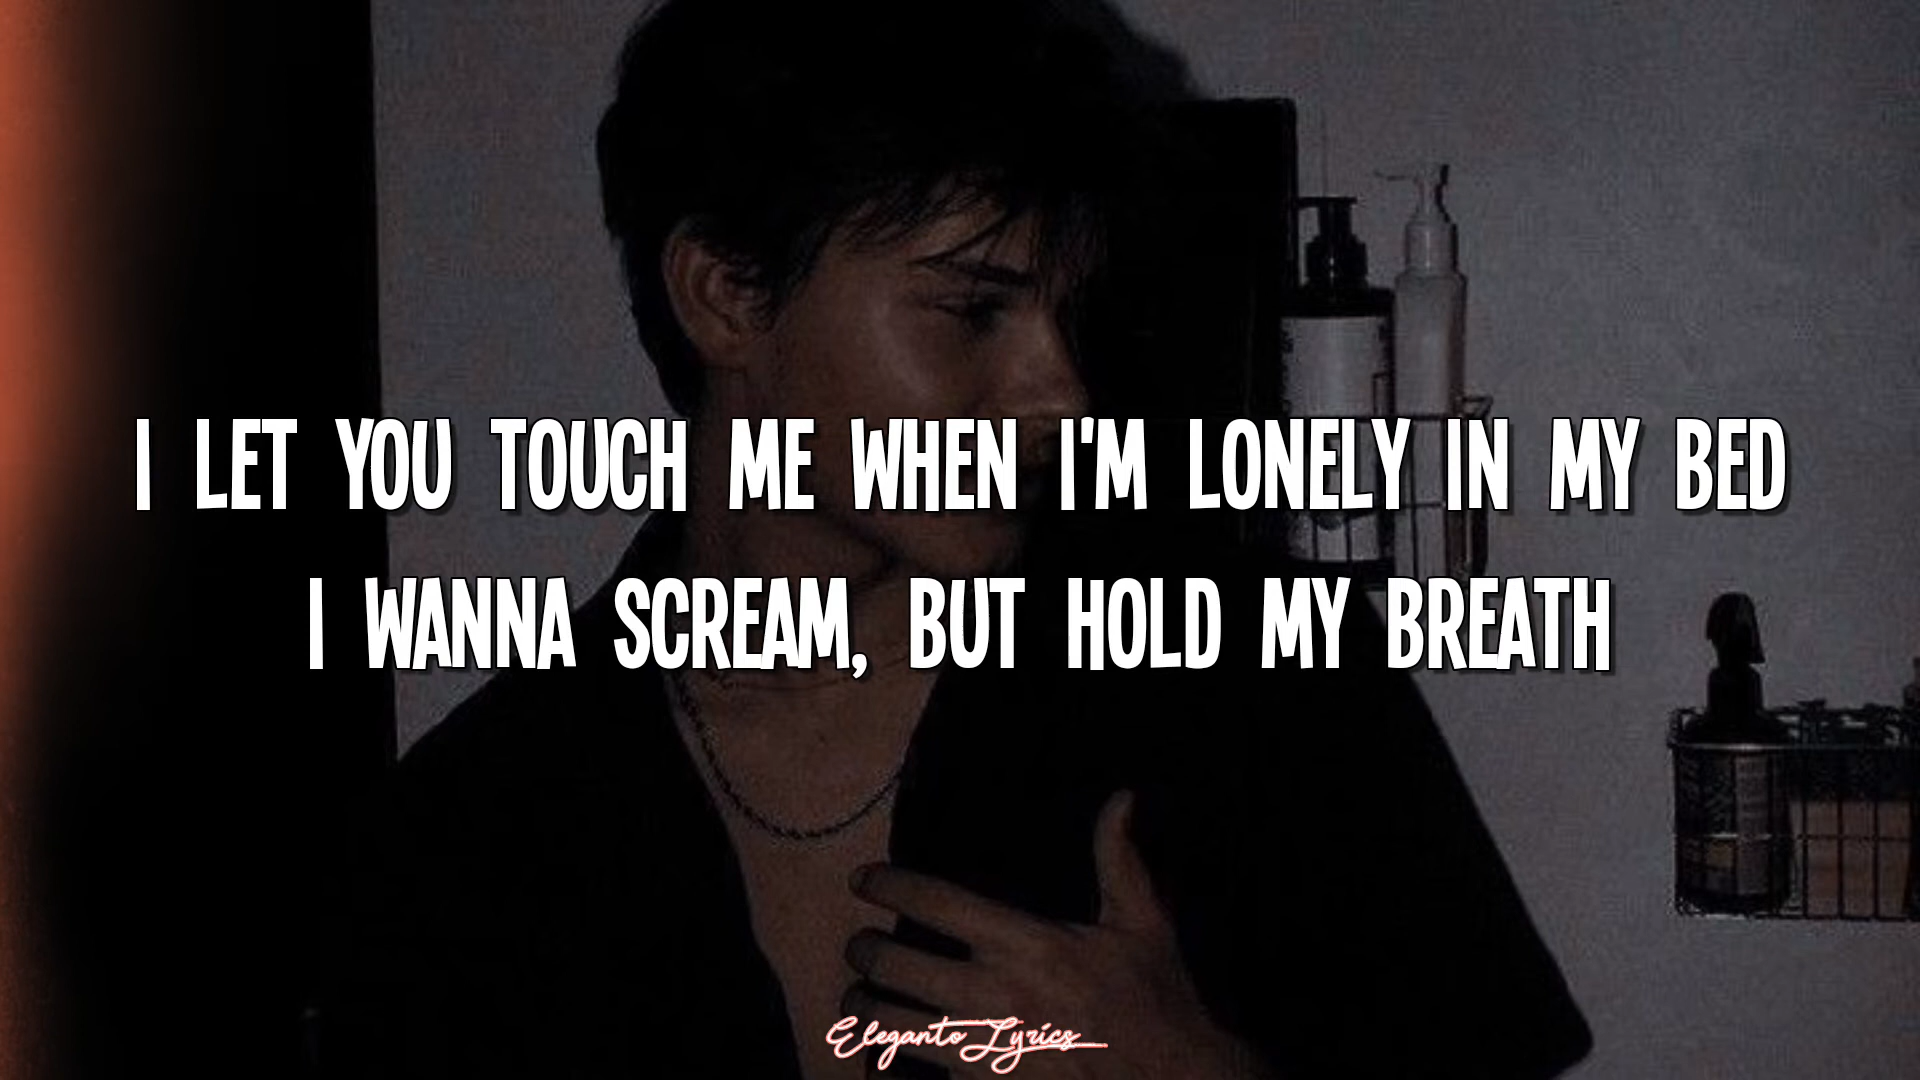 I LET YOU TOUCH ME WHEN I'M LONELY IN MY BED
I WANNA SCREAM, BUT HOLD MY BREATH
Eleganto Lyrics